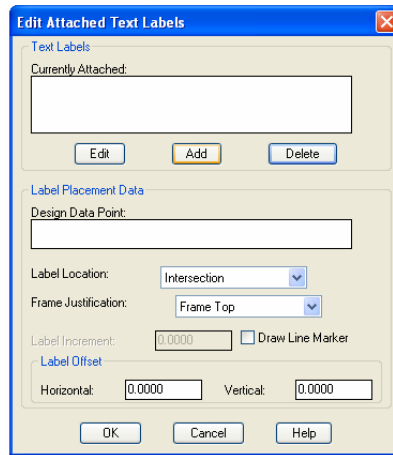 Edit Attached Text Labels
Text Labels
Currently Attached:
Edit Add Delete
Label Placement Data
Design Data Point:
Label Location: Intersection
Frame Justification: Frame Top
Label Increment: 0.0000 Draw Line Marker
Label Offset
Horizontal: 0.0000 Vertical: 0.0000
OK Cancel Help